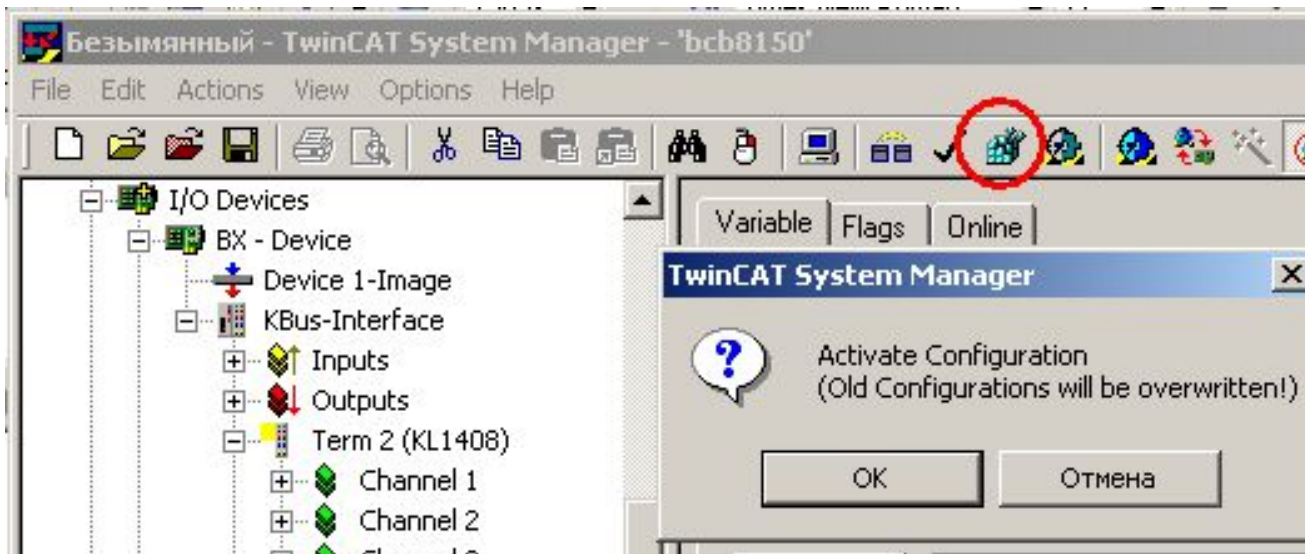 Безымянный - TwinCAT System Manager - 'bcb8150'
File Edit Actions View Options Help
I/O Devices
BX - Device
Device 1-Image
KBus-Interface
Inputs
Outputs
Term 2 (KL1408)
Channel 1
Channel 2
Variable Flags Online
TwinCAT System Manager
Activate Configuration
(Old Configurations will be overwritten!)
OK Отмена